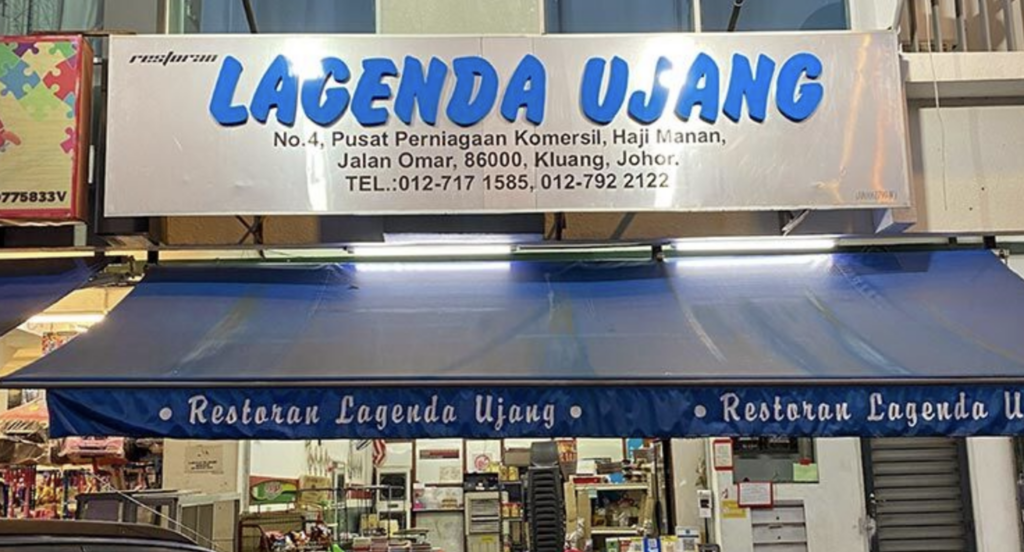 restoran
LAGENDA UJANG
No.4, Pusat Perniagaan Komersil, Haji Manan,
Jalan Omar, 86000, Kluang, Johor.
TEL.:012-717 1585, 012-792 2122
775833V
• Restoran Lagenda Ujang •
• Restoran Lagenda U